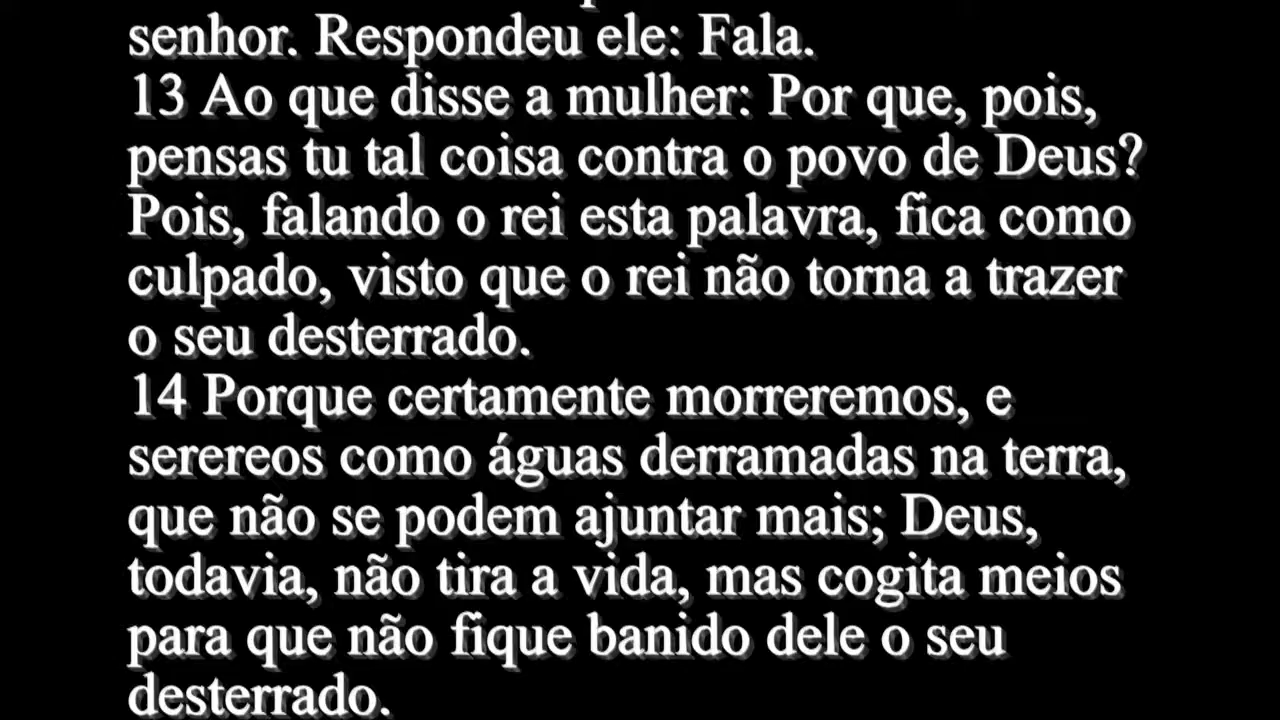 senhor. Respondeu ele: Fala.
13 Ao que disse a mulher: Por que, pois,
pensas tu tal coisa contra o povo de Deus?
Pois, falando o rei esta palavra, fica como
culpado, visto que o rei não torna a trazer
o seu desterrado.
14 Porque certamente morreremos, e
serereos como águas derramadas na terra,
que não se podem ajuntar mais; Deus,
todavia, não tira a vida, mas cogita meios
para que não fique banido dele o seu
desterrado.